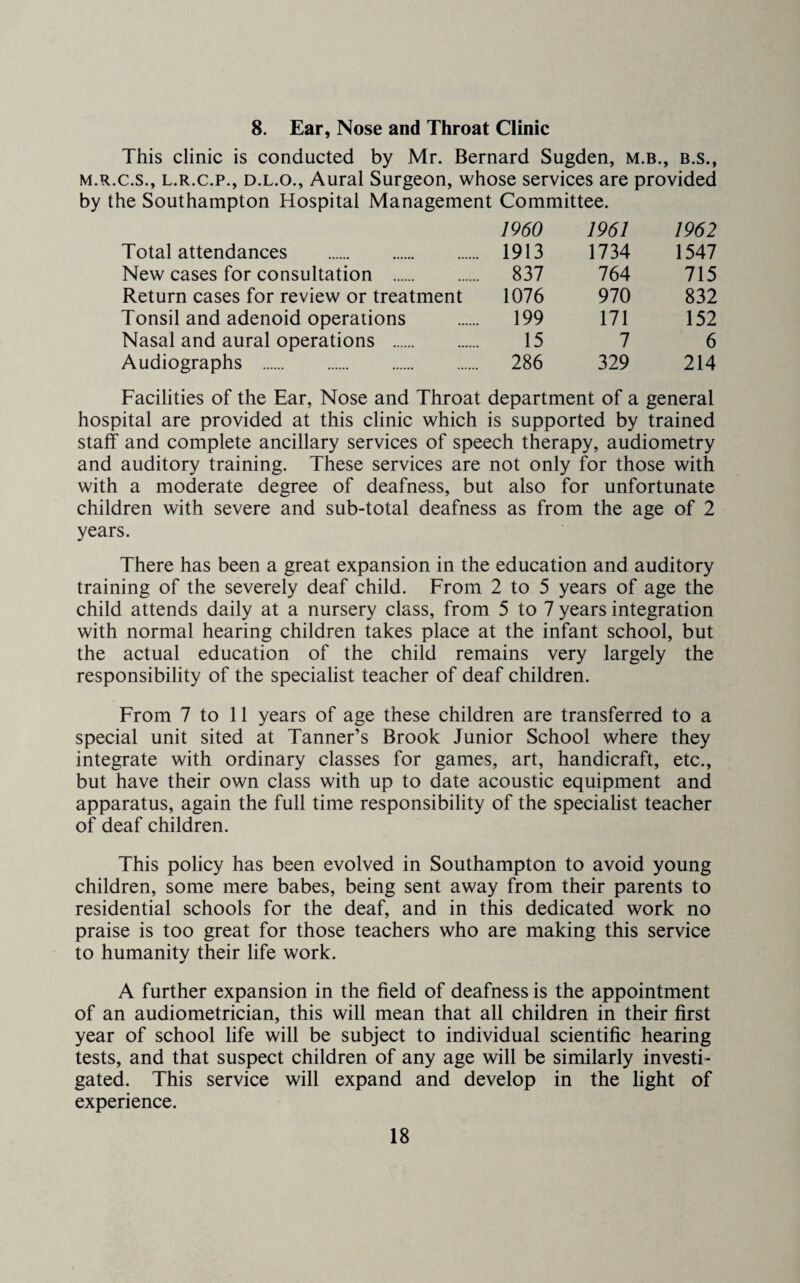 8. Ear, Nose and Throat Clinic
This clinic is conducted by Mr. Bernard Sugden, M.B., B.S.,
M.R.C.S., L.R.C.P., D.L.O., Aural Surgeon, whose services are provided
by the Southampton Hospital Management Committee.
1960 1961 1962
Total attendances ...... ...... ...... 1913 1734 1547
New cases for consultation ...... ...... 837 764 715
Return cases for review or treatment 1076 970 832
Tonsil and adenoid operations ...... 199 171 152
Nasal and aural operations ...... ...... 15 7 6
Audiographs ...... ...... ...... ...... 286 329 214
Facilities of the Ear, Nose and Throat department of a general
hospital are provided at this clinic which is supported by trained
staff and complete ancillary services of speech therapy, audiometry
and auditory training. These services are not only for those with
with a moderate degree of deafness, but also for unfortunate
children with severe and sub-total deafness as from the age of 2
years.
There has been a great expansion in the education and auditory
training of the severely deaf child. From 2 to 5 years of age the
child attends daily at a nursery class, from 5 to 7 years integration
with normal hearing children takes place at the infant school, but
the actual education of the child remains very largely the
responsibility of the specialist teacher of deaf children.
From 7 to 11 years of age these children are transferred to a
special unit sited at Tanner's Brook Junior School where they
integrate with ordinary classes for games, art, handicraft, etc.,
but have their own class with up to date acoustic equipment and
apparatus, again the full time responsibility of the specialist teacher
of deaf children.
This policy has been evolved in Southampton to avoid young
children, some mere babes, being sent away from their parents to
residential schools for the deaf, and in this dedicated work no
praise is too great for those teachers who are making this service
to humanity their life work.
A further expansion in the field of deafness is the appointment
of an audiometrician, this will mean that all children in their first
year of school life will be subject to individual scientific hearing
tests, and that suspect children of any age will be similarly investi-
gated. This service will expand and develop in the light of
experience.
18